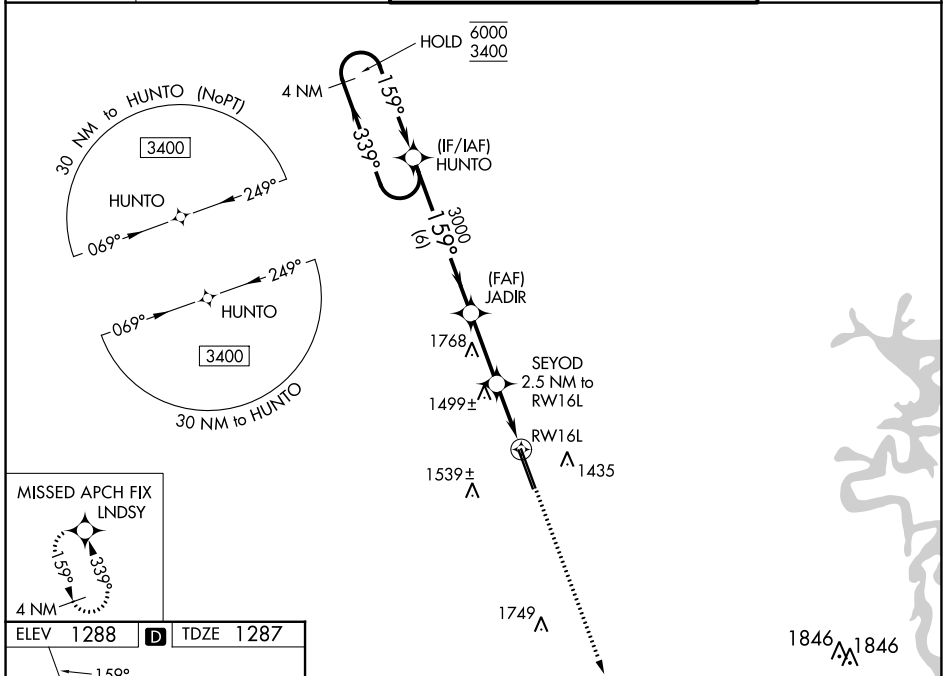 HOLD 6000
3400
4 NM
159°
339°
(IF/IAF)
HUNTO
30 NM to HUNTO (NoPT)
3400
HUNTO
249°
069°
3000
159°
(6)
249°
HUNTO
069°
3400
30 NM to HUNTO
(FAF)
JADIR
1768
SEYOD
2.5 NM to
RW16L
1499±
RW16L
1435
1539±
MISSED APCH FIX
LNDSY
159°
339°
4 NM
1749
1846
1846
ELEV 1288 D TDZE 1287
159°